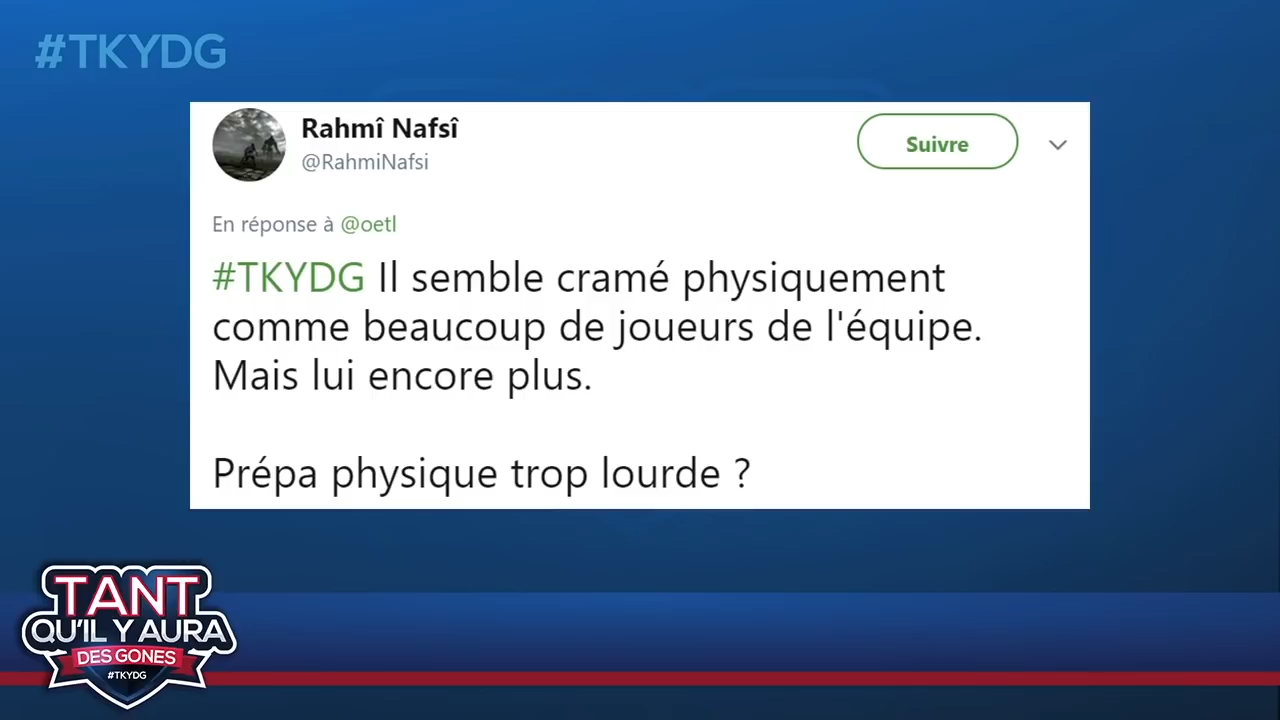 #TKYDG
Rahmî Nafsî
@RahmiNafsi
Suivre
En réponse à @oetl
#TKYDG Il semble cramé physiquement
comme beaucoup de joueurs de l'équipe.
Mais lui encore plus.
Prépa physique trop lourde ?
TANT
QU'IL Y AURA
DES GONES
#TKYDG